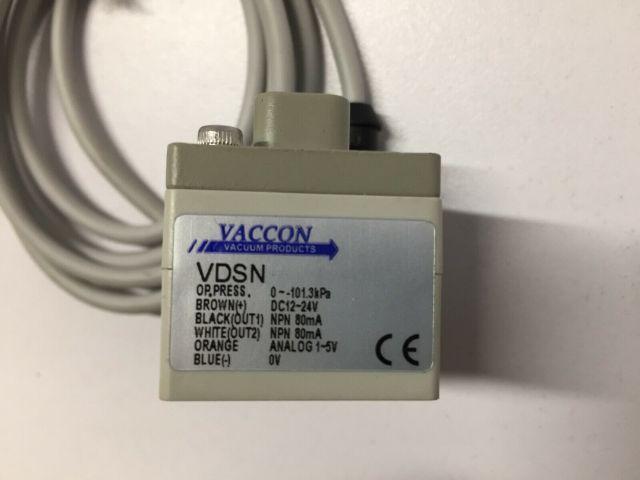 VACCON
VACUUM PRODUCTS
VDSN
OP.PRESS. 0~-101.3kPa
BROWN(+) DC12-24V
BLACK(OUT1) NPN 80mA
WHITE(OUT2) NPN 80mA
ORANGE ANALOG 1-5V
BLUE(-) 0V
CE